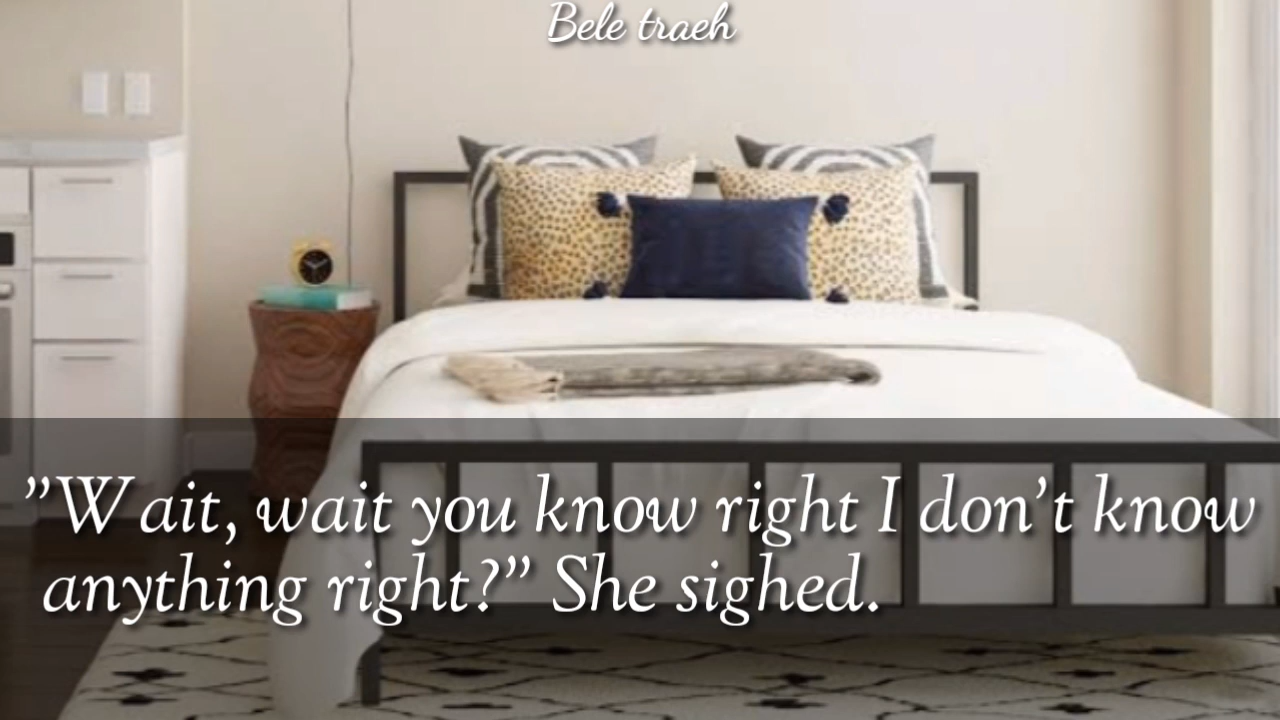 Bele traeh
”Wait, wait you know right I don’t know
anything right?” She sighed.